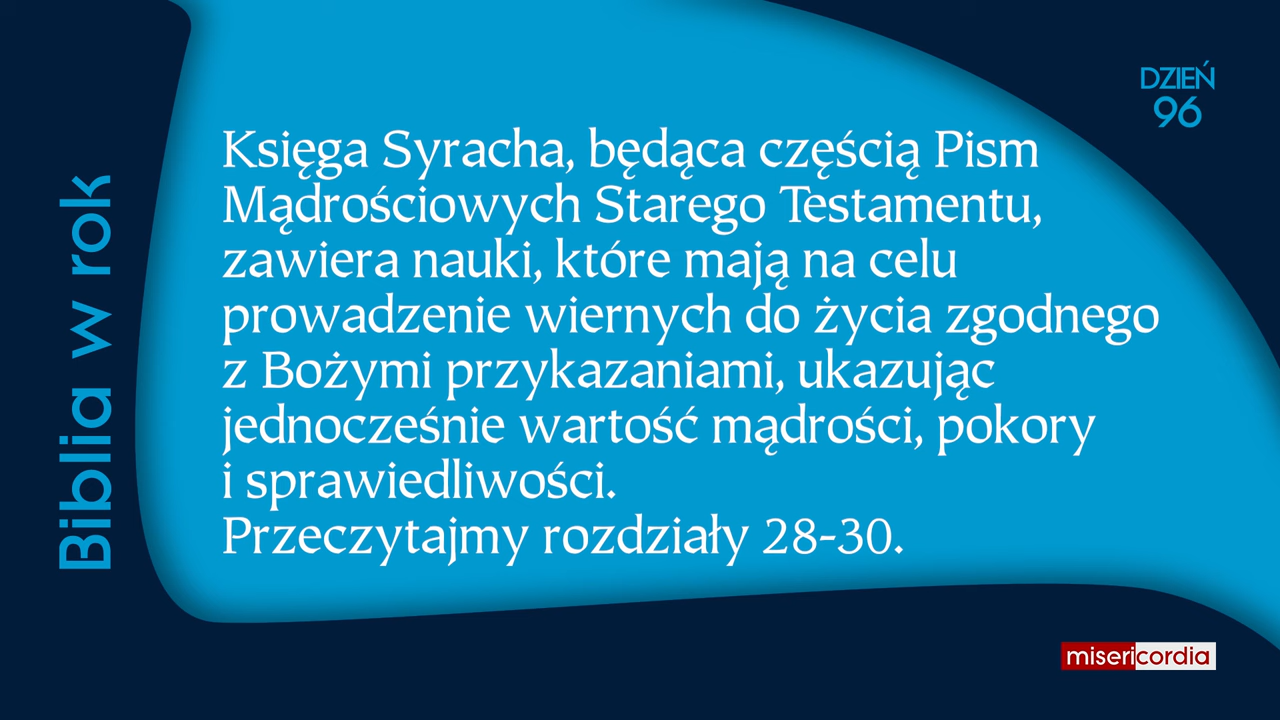 Biblia w rok
DZIEŃ
96
Księga Syracha, będąca częścią Pism
Mądrościowych Starego Testamentu,
zawiera nauki, które mają na celu
prowadzenie wiernych do życia zgodnego
z Bożymi przykazaniami, ukazując
jednocześnie wartość mądrości, pokory
i sprawiedliwości.
Przeczytajmy rozdziały 28-30.
misericordia